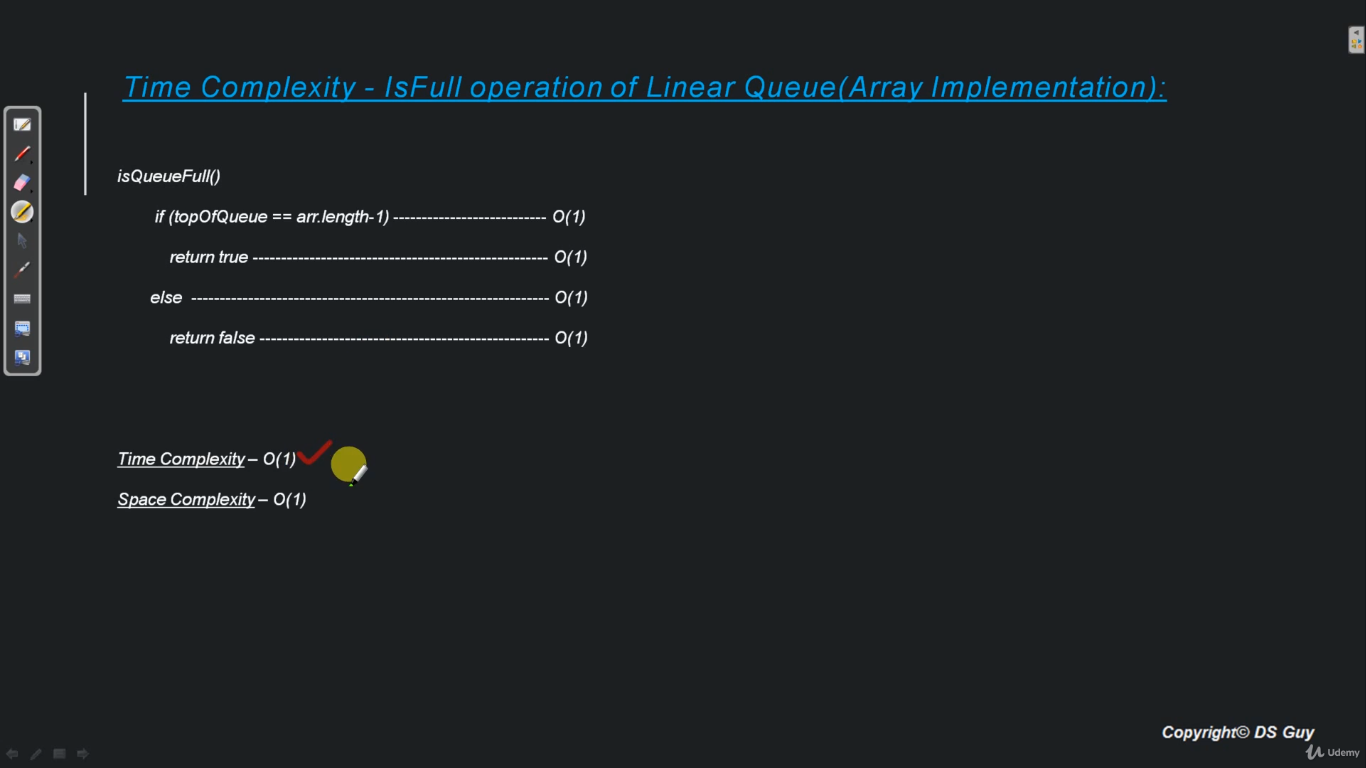 Time Complexity - IsFull operation of Linear Queue(Array Implementation):
isQueueFull()
if (topOfQueue == arr.length-1) --------------------------- O(1)
return true ---------------------------------------------------- O(1)
else --------------------------------------------------------------- O(1)
return false --------------------------------------------------- O(1)
Time Complexity – O(1)
Space Complexity – O(1)
Copyright© DS Guy
Udemy